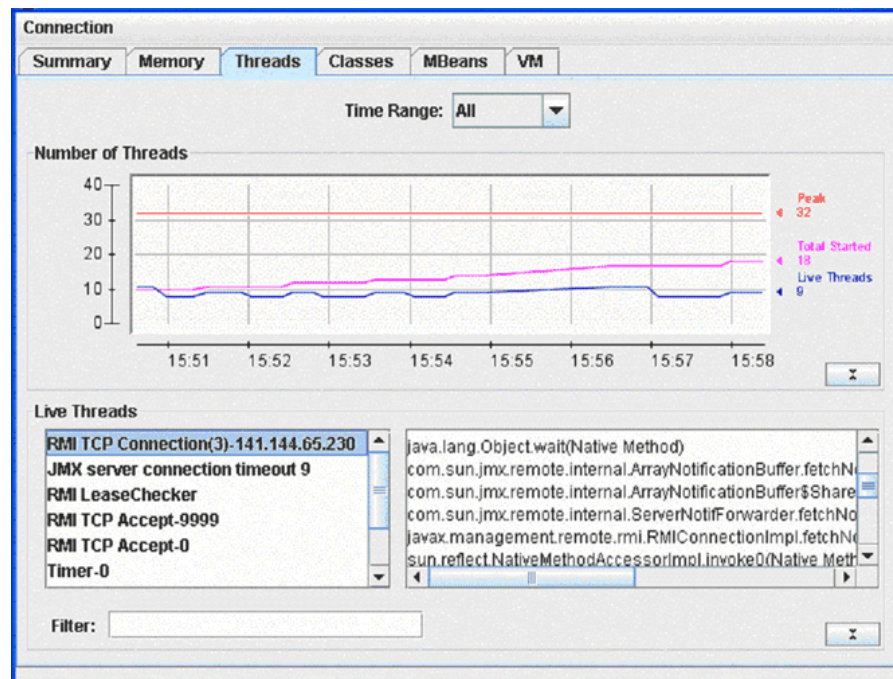 Connection
Summary Memory Threads Classes MBeans VM
Time Range: All
Number of Threads
40
30
20
10
0
Peak
32
Total Started
18
Live Threads
9
15:51 15:52 15:53 15:54 15:55 15:56 15:57 15:58
Live Threads
RMI TCP Connection(3)-141.144.65.230
JMX server connection timeout 9
RMI LeaseChecker
RMI TCP Accept-9999
RMI TCP Accept-0
Timer-0
java.lang.Object.wait(Native Method)
com.sun.jmx.remote.internal.ArrayNotificationBuffer.fetchN
com.sun.jmx.remote.internal.ArrayNotificationBuffer$Share
com.sun.jmx.remote.internal.ServerNotifForwarder.fetchNo
javax.management.remote.rmi.RMIConnectionImpl.fetchN
sun.reflect.NativeMethodAccessorImpl.invoke0(Native Meth
Filter: